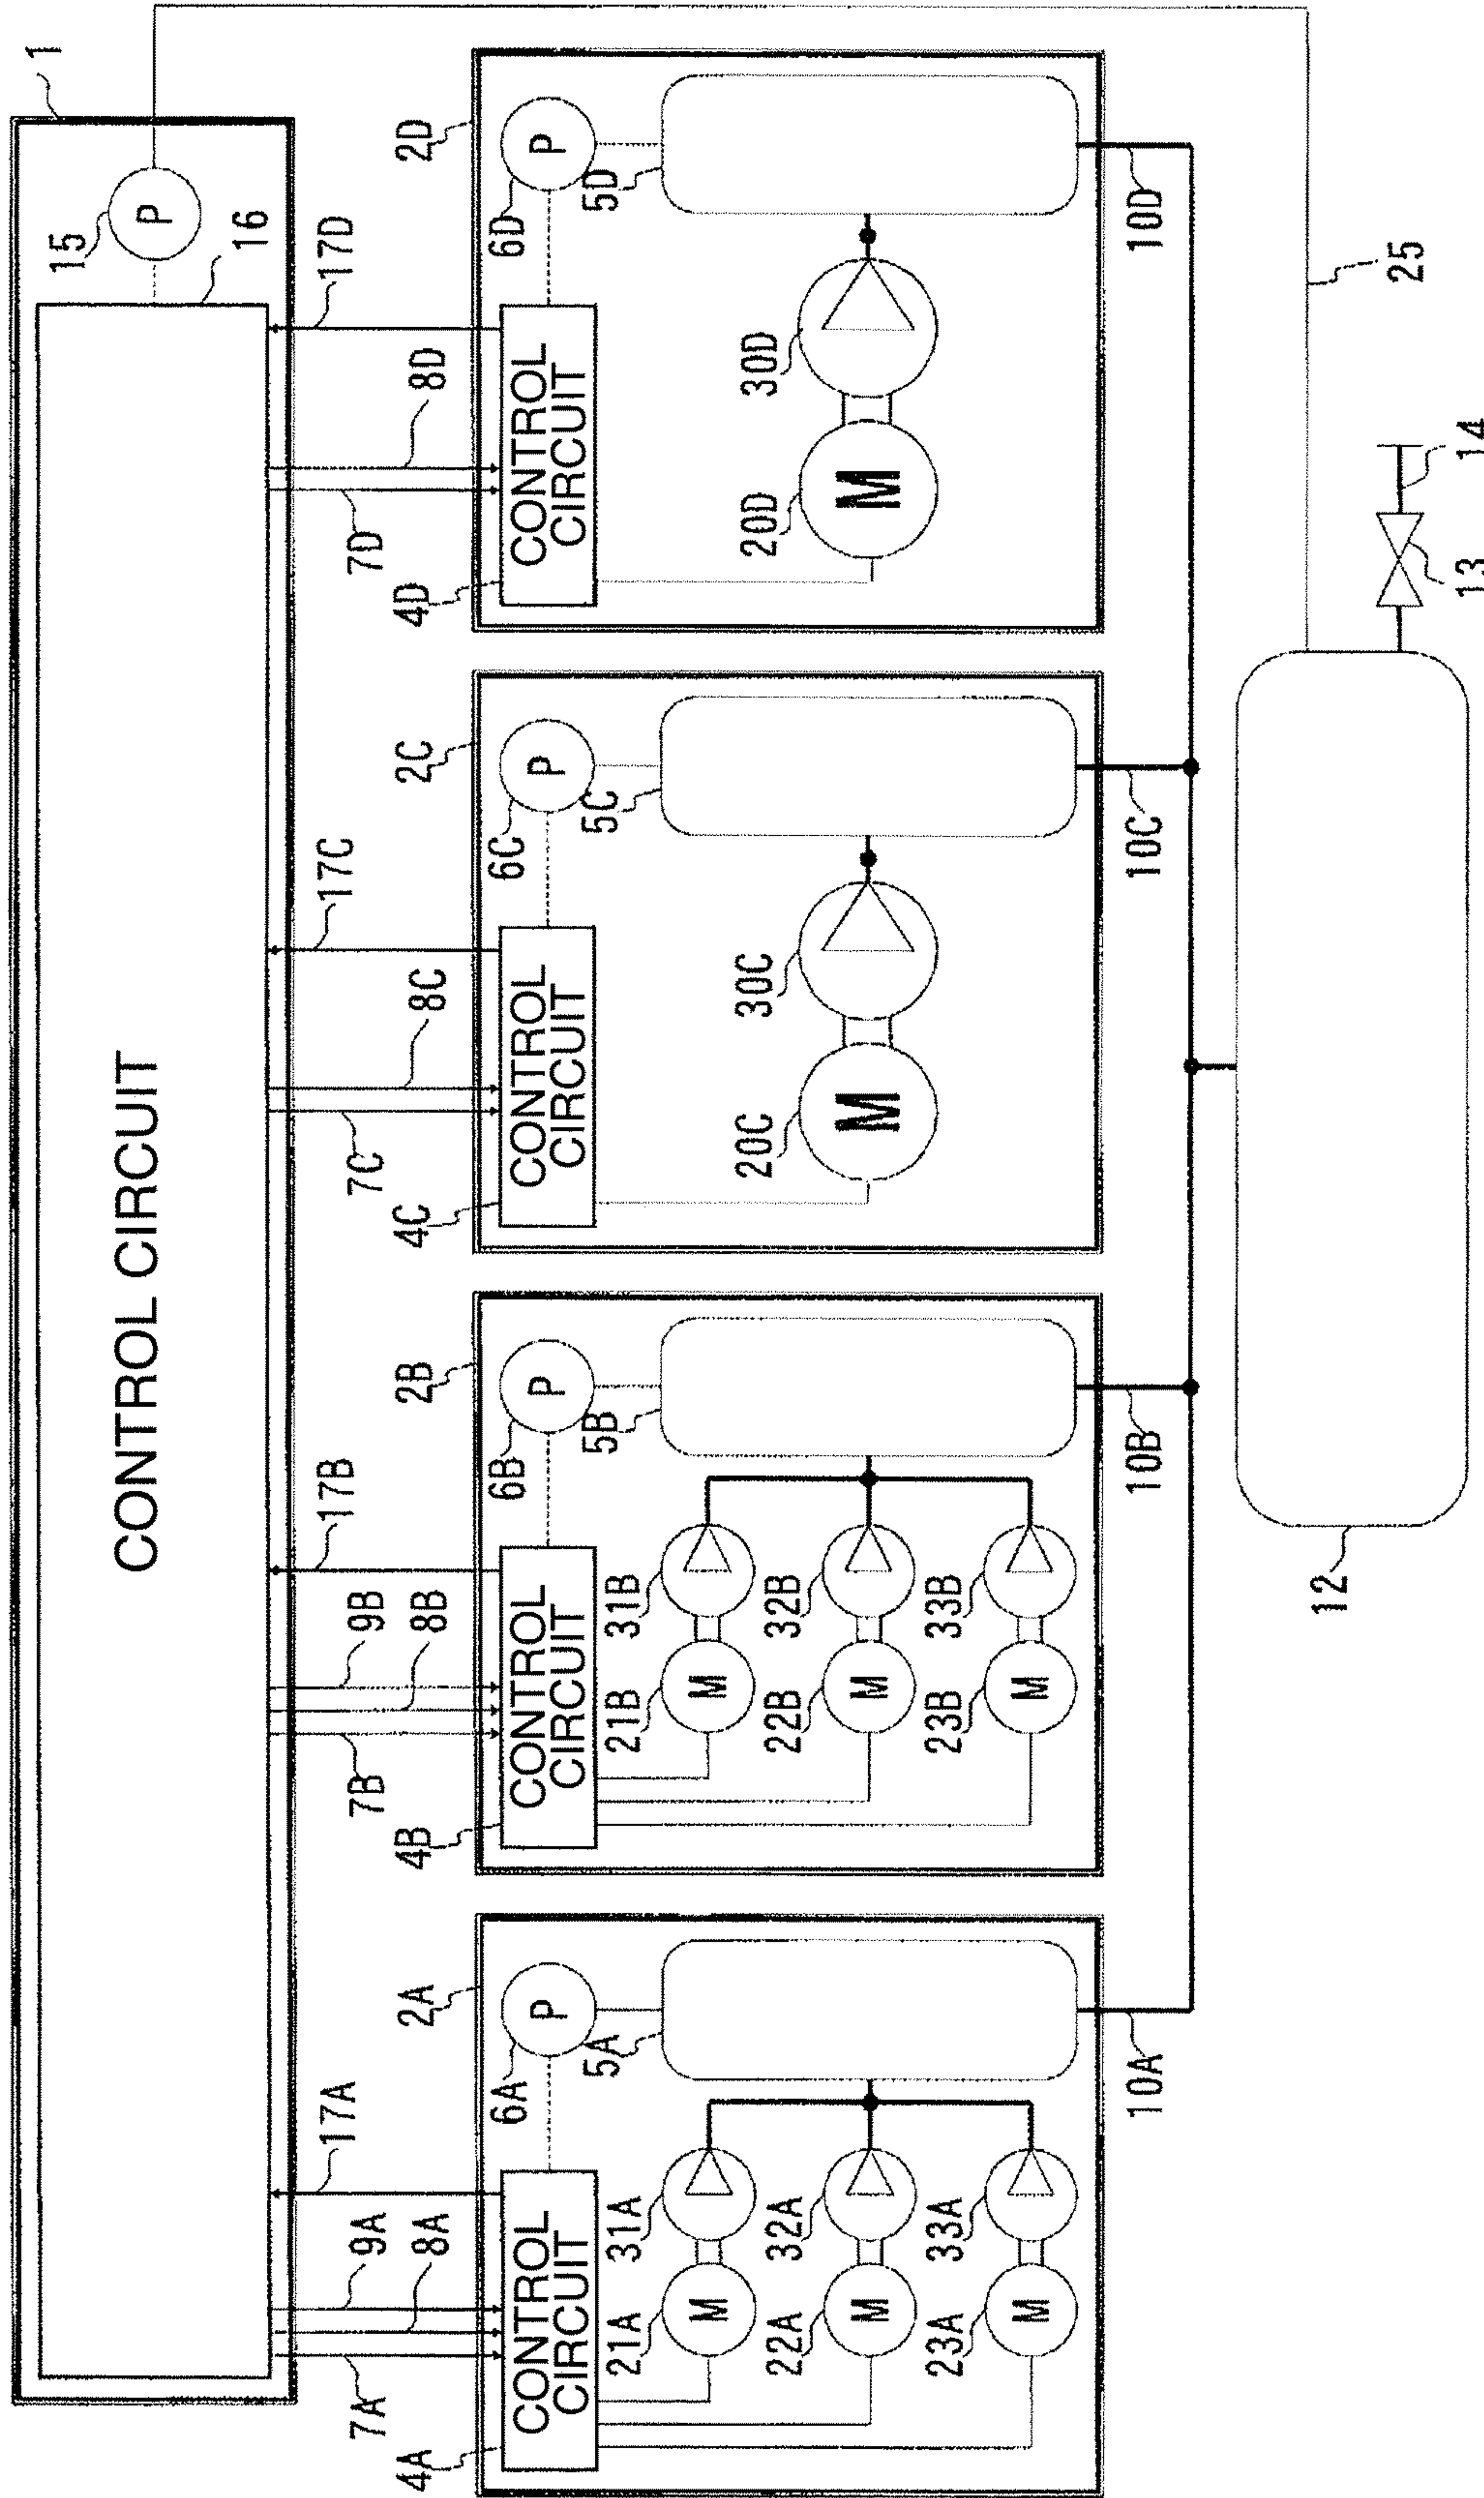 1
15
P
16
CONTROL CIRCUIT
7A
8A
9A
17A
7B
8B
9B
17B
7C
8C
17C
7D
8D
17D
4A
CONTROL
CIRCUIT
6A
P
2A
5A
21A
M
31A
22A
M
32A
23A
M
33A
10A
4B
CONTROL
CIRCUIT
6B
P
2B
5B
21B
M
31B
22B
M
32B
23B
M
33B
10B
4C
CONTROL
CIRCUIT
6C
P
2C
5C
20C
M
30C
10C
4D
CONTROL
CIRCUIT
6D
P
2D
5D
20D
M
30D
10D
12
13
14
25